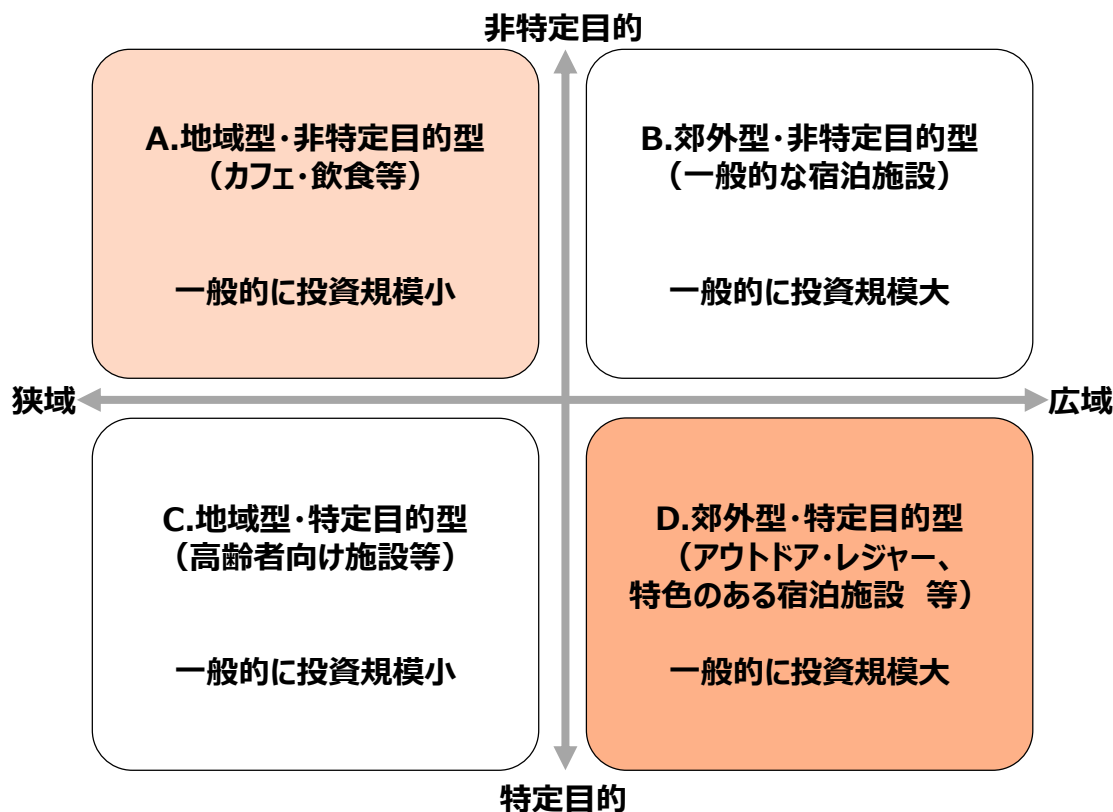 非特定目的
A.地域型・非特定目的型
（カフェ・飲食等）
一般的に投資規模小
B.郊外型・非特定目的型
（一般的な宿泊施設）
一般的に投資規模大
狭域
広域
C.地域型・特定目的型
（高齢者向け施設等）
一般的に投資規模小
D.郊外型・特定目的型
（アウトドア・レジャー、
特色のある宿泊施設　等）
一般的に投資規模大
特定目的